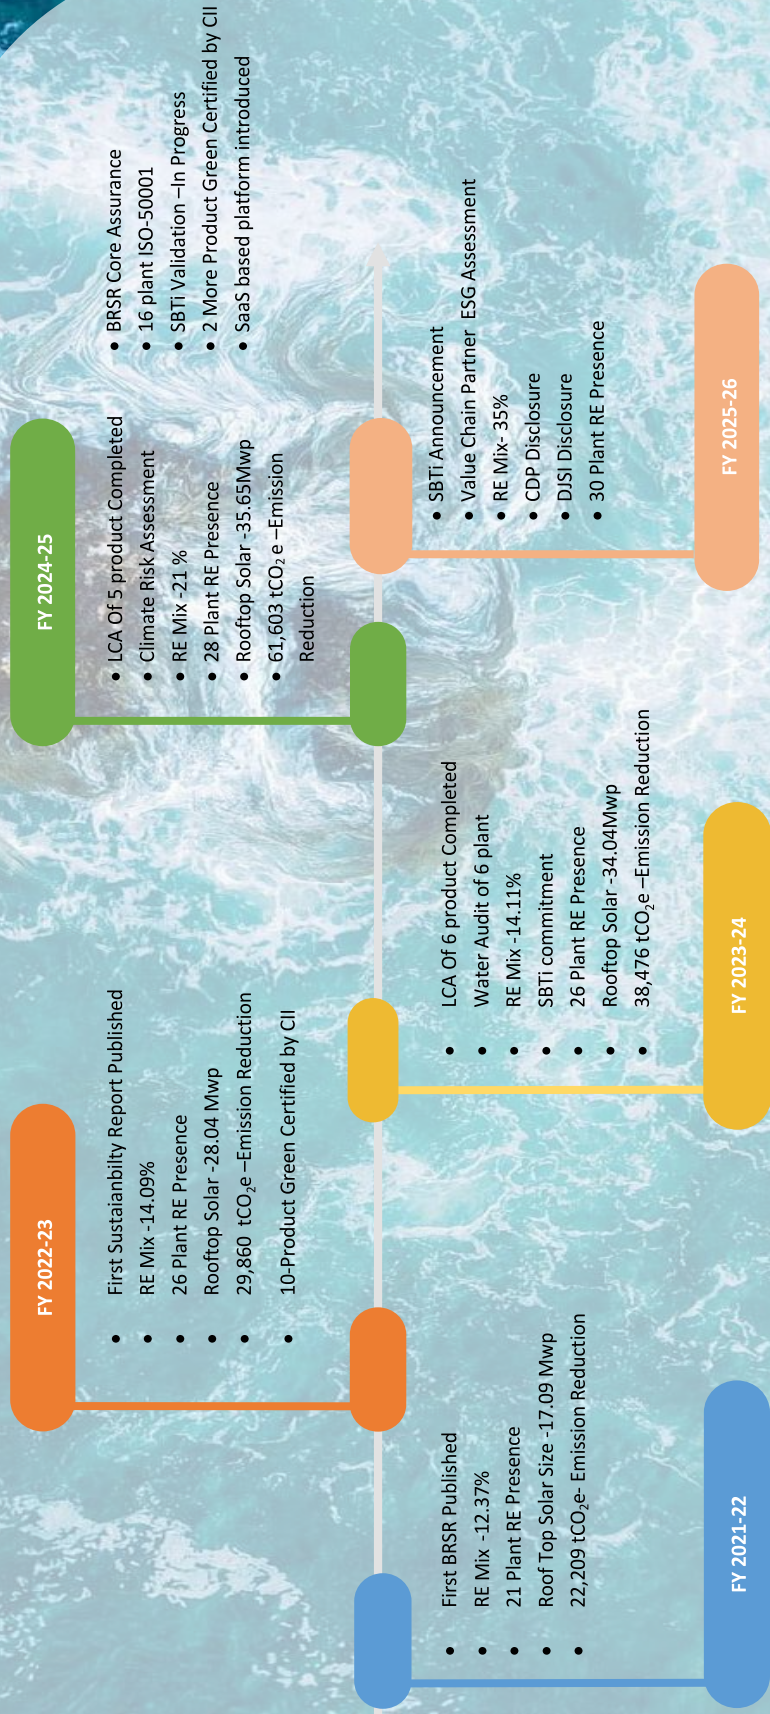 FY 2021-22
First BRSR Published
RE Mix -12.37%
21 Plant RE Presence
Roof Top Solar Size -17.09 Mwp
22,209 tCO₂e- Emission Reduction
FY 2022-23
First Sustaianbilty Report Published
RE Mix -14.09%
26 Plant RE Presence
Rooftop Solar -28.04 Mwp
29,860 tCO₂e –Emission Reduction
10-Product Green Certified by CII
FY 2023-24
LCA Of 6 product Completed
Water Audit of 6 plant
RE Mix -14.11%
SBTi commitment
26 Plant RE Presence
Rooftop Solar -34.04Mwp
38,476 tCO₂e –Emission Reduction
FY 2024-25
LCA Of 5 product Completed
Climate Risk Assessment
RE Mix -21 %
28 Plant RE Presence
Rooftop Solar -35.65Mwp
61,603 tCO₂ e –Emission
Reduction
BRSR Core Assurance
16 plant ISO-50001
SBTi Validation –In Progress
2 More Product Green Certified by CII
SaaS based platform introduced
FY 2025-26
SBTi Announcement
Value Chain Partner ESG Assessment
RE Mix- 35%
CDP Disclosure
DJSI Disclosure
30 Plant RE Presence